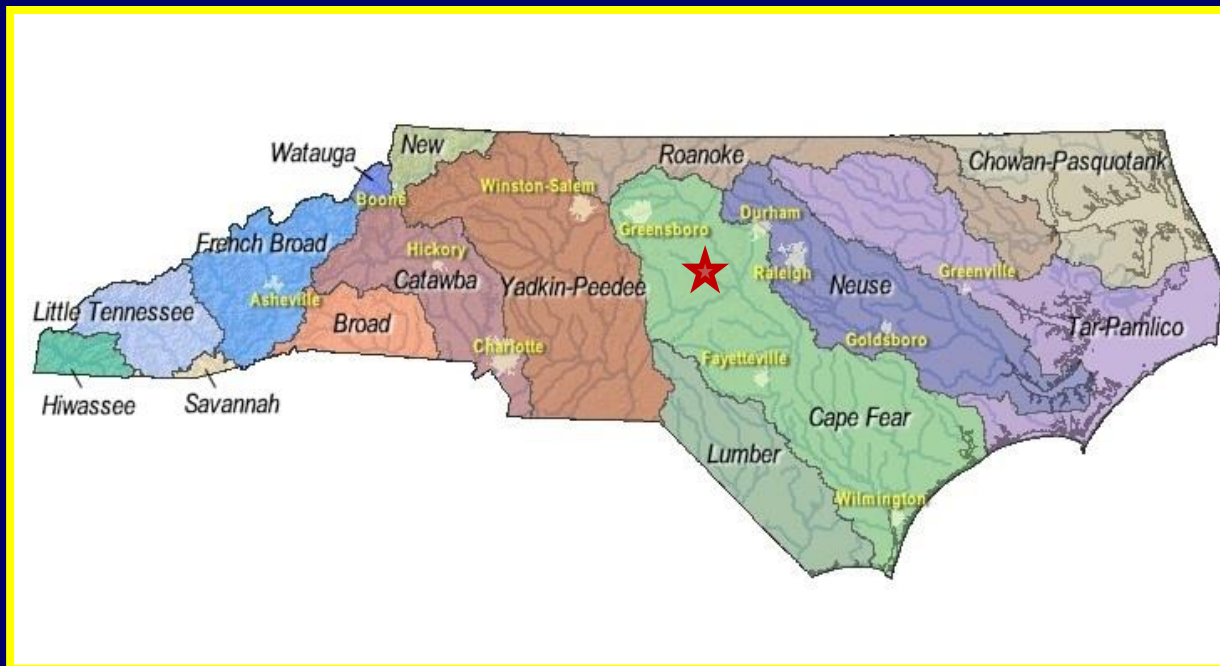 New
Watauga
Roanoke
Chowan-Pasquotank
Winston-Salem
Boone
Durham
Greensboro
French Broad
Hickory
Raleigh
Greenville
Catawba
Yadkin-Peedee
Neuse
Asheville
Little Tennessee
Broad
Tar-Pamlico
Goldsboro
Charlotte
Fayetteville
Hiwassee
Savannah
Cape Fear
Lumber
Wilmington